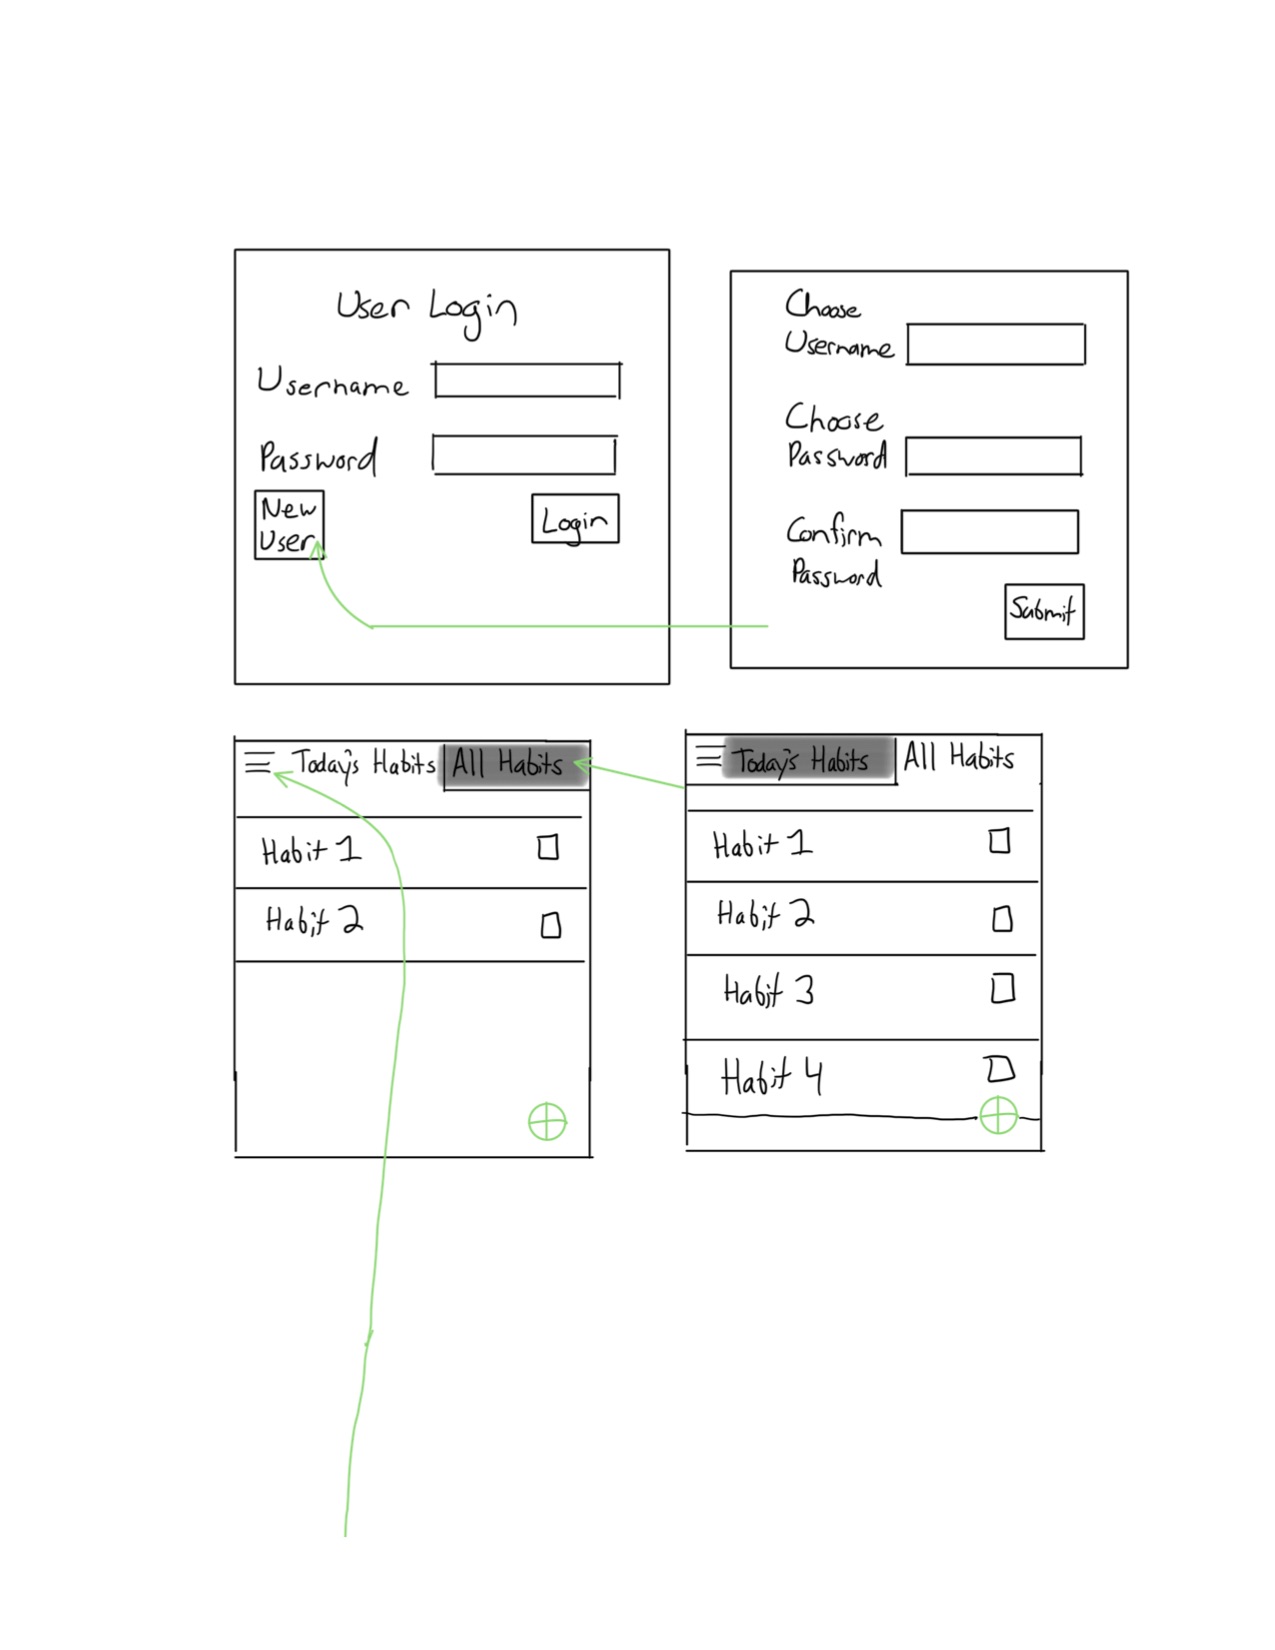 User Login
Username
Password
New
User
Login
Choose
Username
Choose
Password
Confirm
Password
Submit
Today's Habits All Habits
Habit 1
Habit 2
Today's Habits All Habits
Habit 1
Habit 2
Habit 3
Habit 4